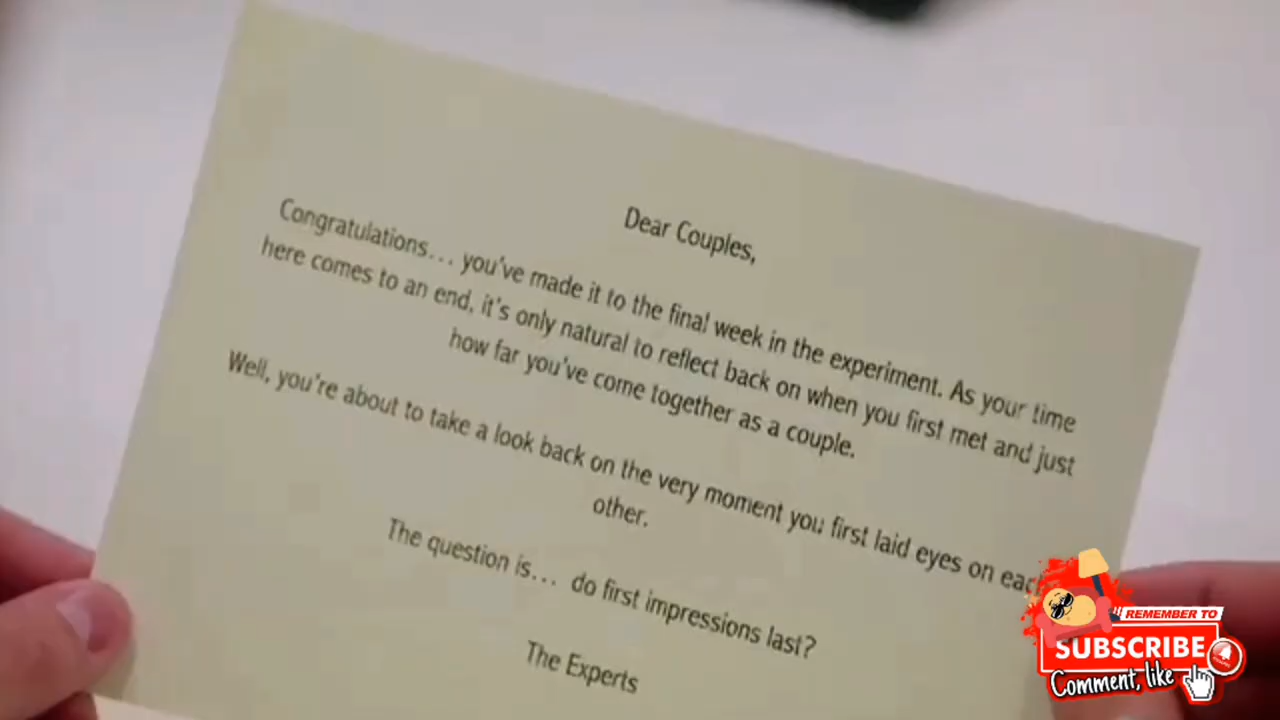 Dear Couples,
Congratulations... you've made it to the final week in the experiment. As your time
here comes to an end, it's only natural to reflect back on when you first met and just
how far you've come together as a couple.
Well, you're about to take a look back on the very moment you first laid eyes on each
other.
The question is... do first impressions last?
The Experts
REMEMBER TO
SUBSCRIBE
Comment, like